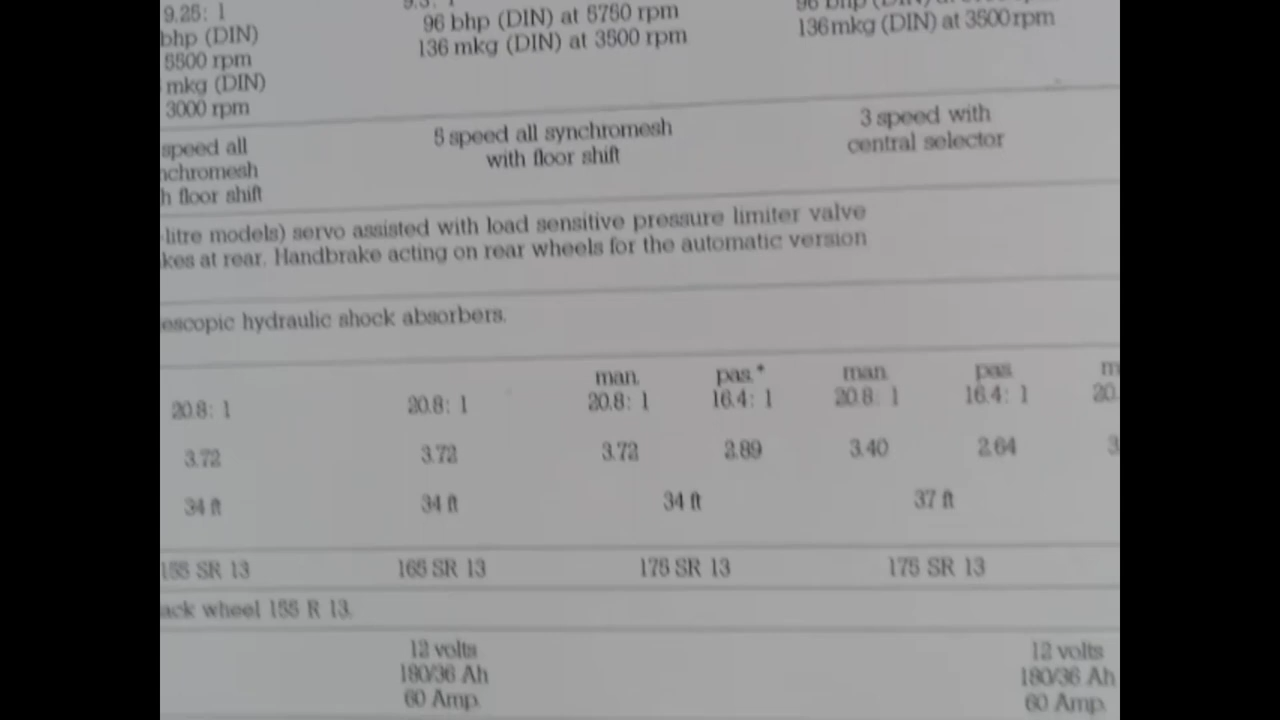 9.25: 1
bhp (DIN)
5500 rpm
mkg (DIN)
3000 rpm
96 bhp (DIN) at 5750 rpm
136 mkg (DIN) at 3500 rpm
136 mkg (DIN) at 3500 rpm
speed all
nchromesh
h floor shift
5 speed all synchromesh
with floor shift
3 speed with
central selector
-litre models) servo assisted with load sensitive pressure limiter valve
kes at rear. Handbrake acting on rear wheels for the automatic version
escopic hydraulic shock absorbers.
man. pas.* man. pas. m
20.8: 1 20.8: 1 20.8: 1 16.4: 1 20.8: 1 16.4: 1 20.
3.72 3.72 3.72 2.89 3.40 2.64 3
34 ft 34 ft 34 ft 37 ft
155 SR 13 165 SR 13 175 SR 13 175 SR 13
ack wheel 155 R 13.
12 volts 12 volts
180/36 Ah 180/36 Ah
60 Amp. 60 Amp.